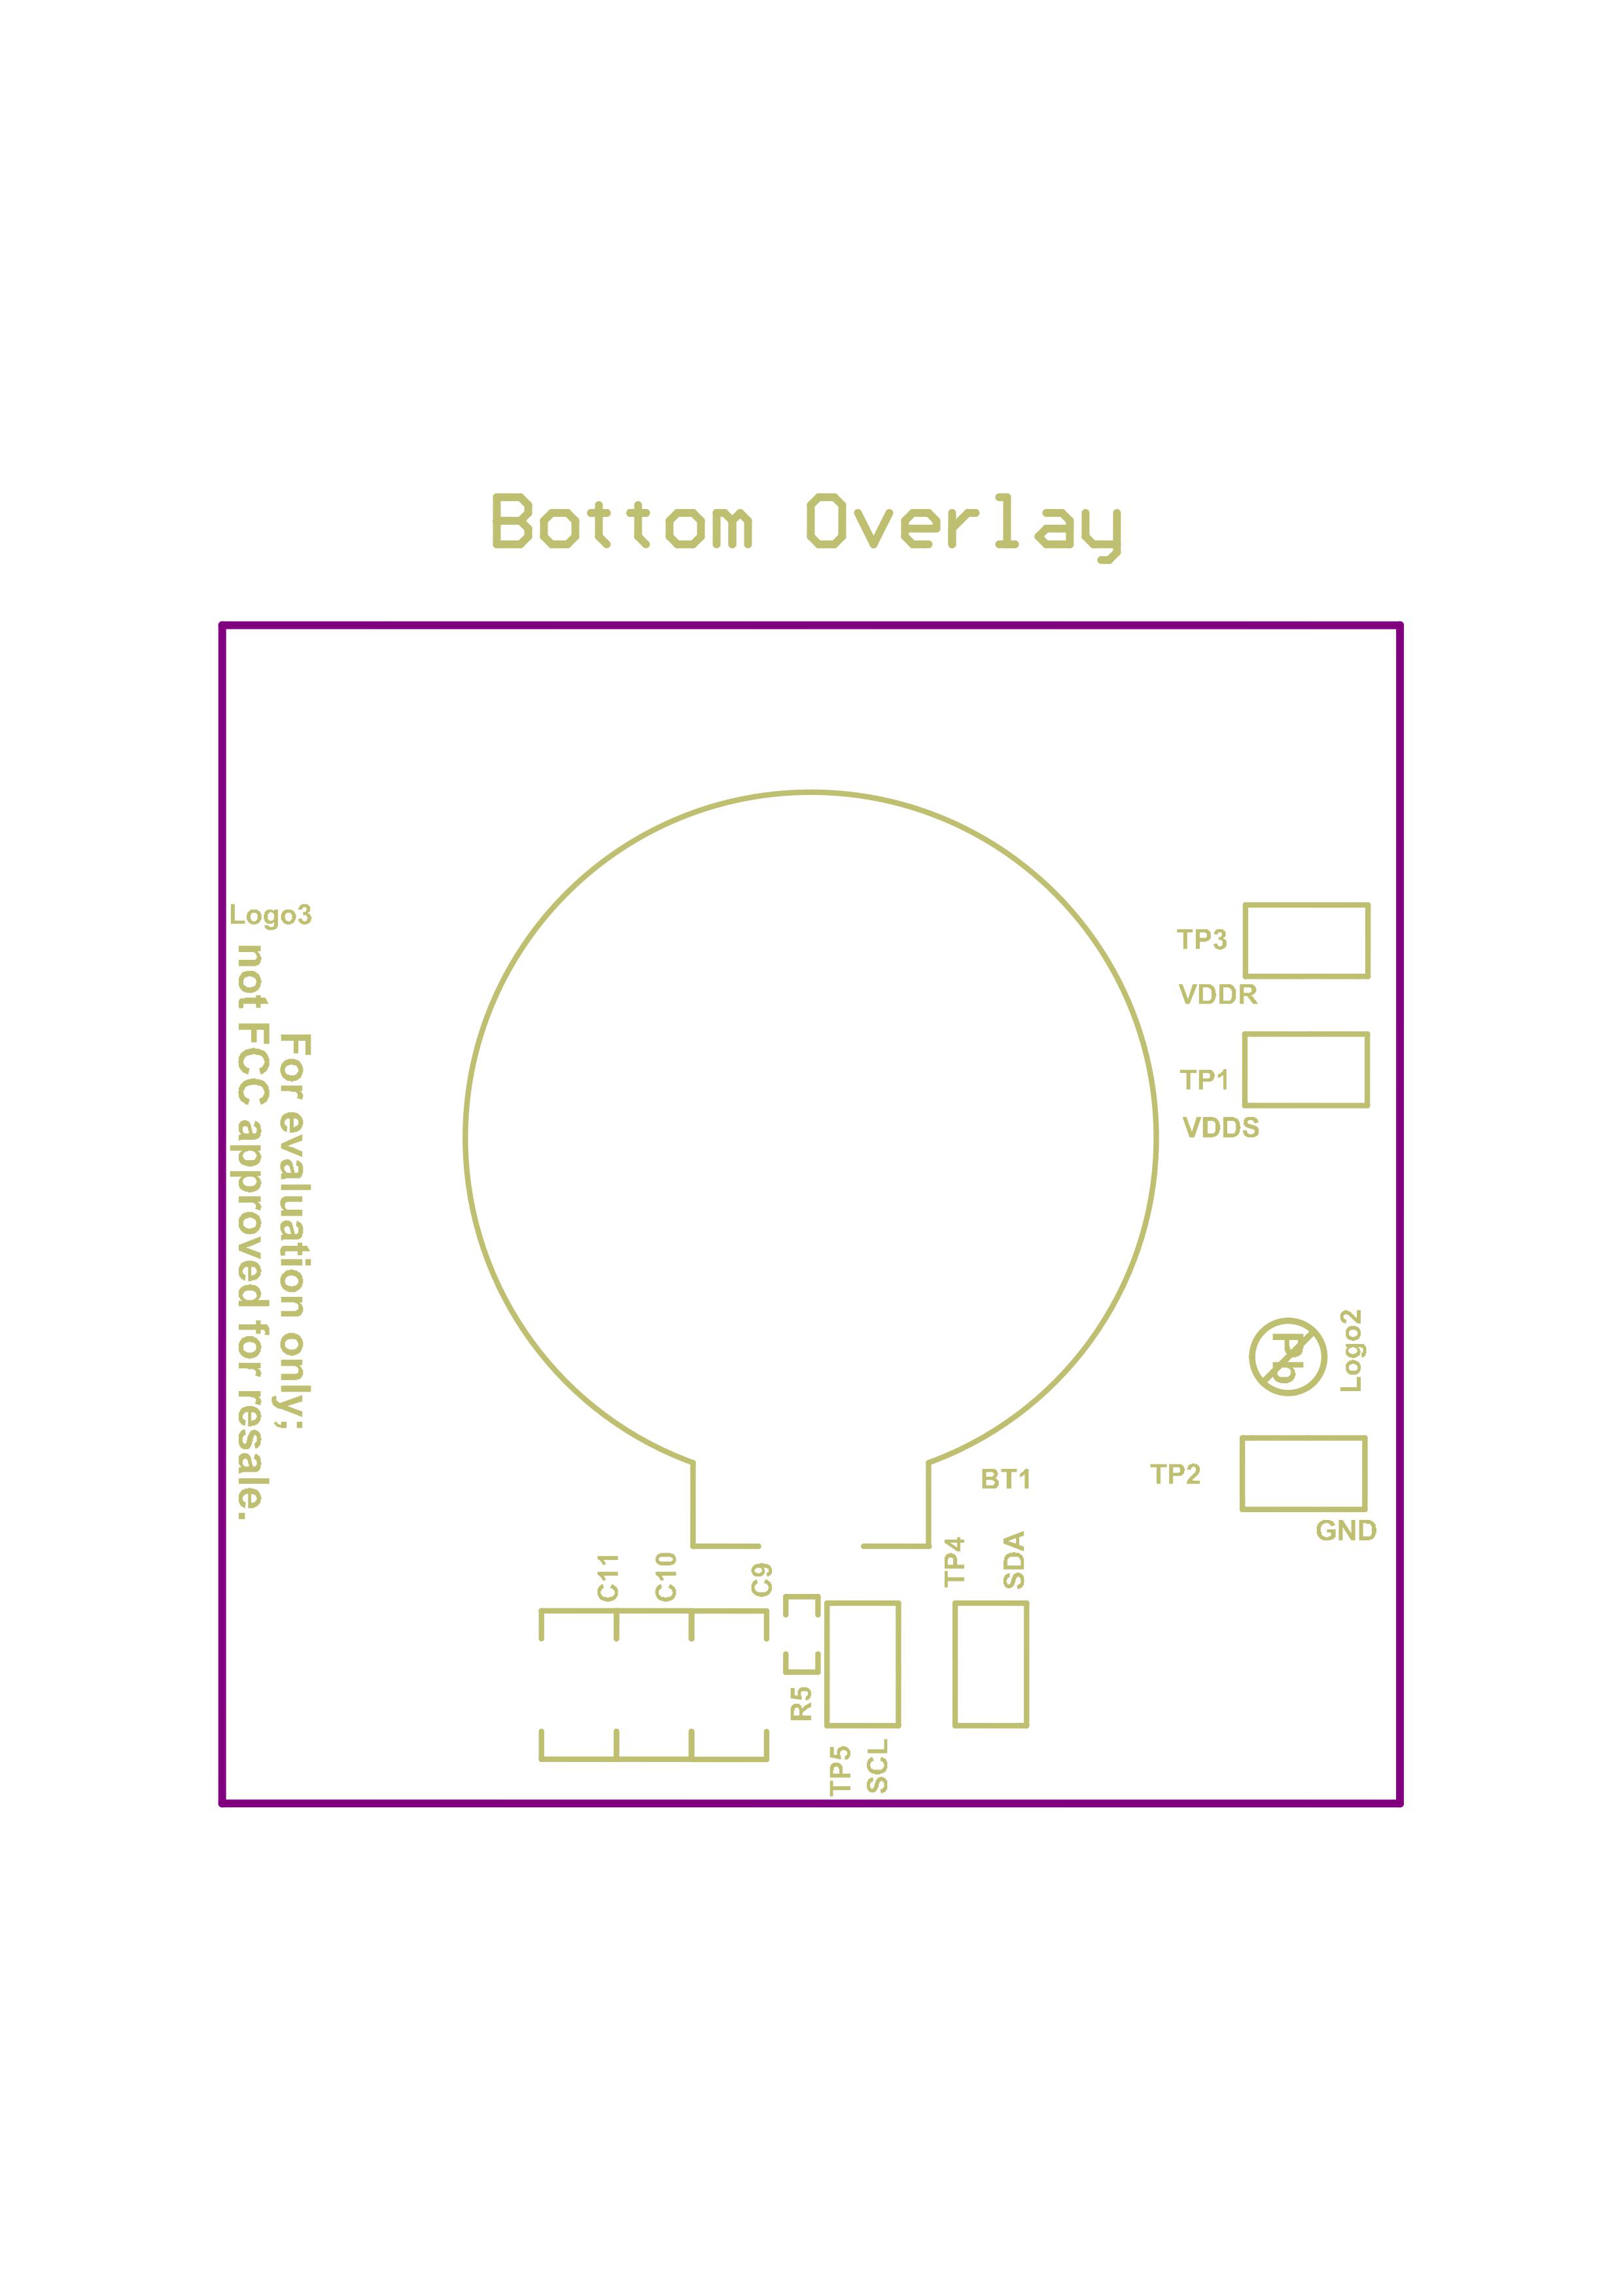 Bottom Overlay
Logo3
For evaluation only;
not FCC approved for resale.
TP3
VDDR
TP1
VDDS
Logo2
Pb
BT1
TP2
GND
C11
C10
C9
TP4
SDA
R5
TP5
SCL